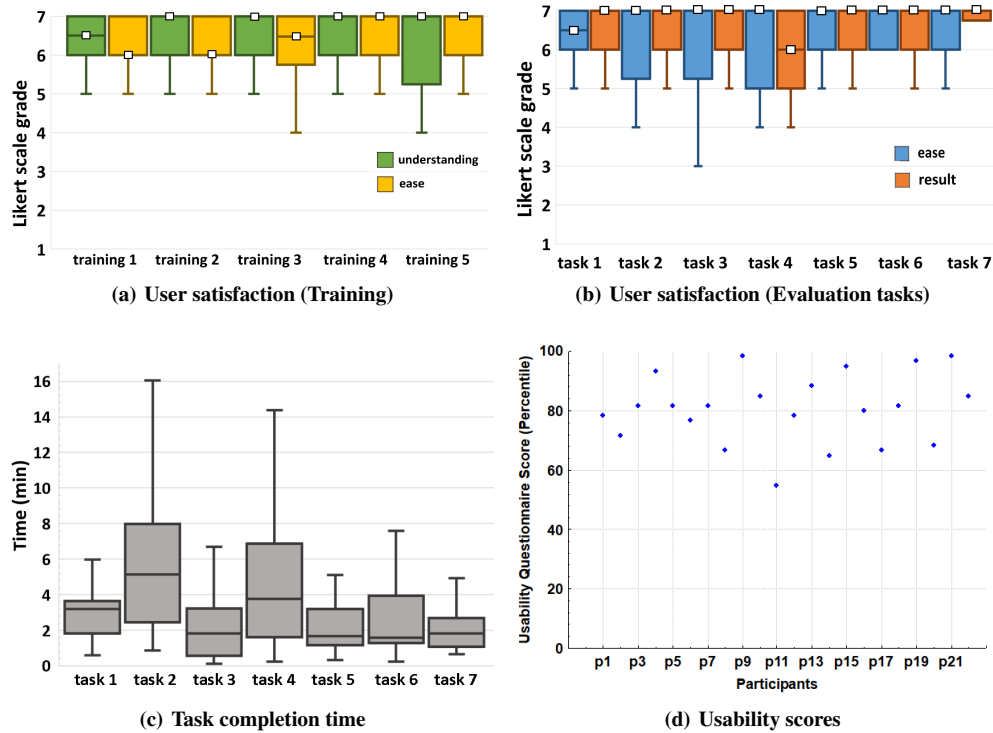 7
6
5
4
3
2
1
Likert scale grade
understanding
ease
training 1 training 2 training 3 training 4 training 5
(a) User satisfaction (Training)
7
6
5
4
3
2
1
Likert scale grade
ease
result
task 1 task 2 task 3 task 4 task 5 task 6 task 7
(b) User satisfaction (Evaluation tasks)
16
14
12
10
8
6
4
2
0
Time (min)
task 1 task 2 task 3 task 4 task 5 task 6 task 7
(c) Task completion time
100
80
60
40
20
0
Usability Questionnaire Score (Percentile)
p1 p3 p5 p7 p9 p11 p13 p15 p17 p19 p21
Participants
(d) Usability scores